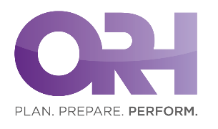 ORH
PLAN. PREPARE. PERFORM.